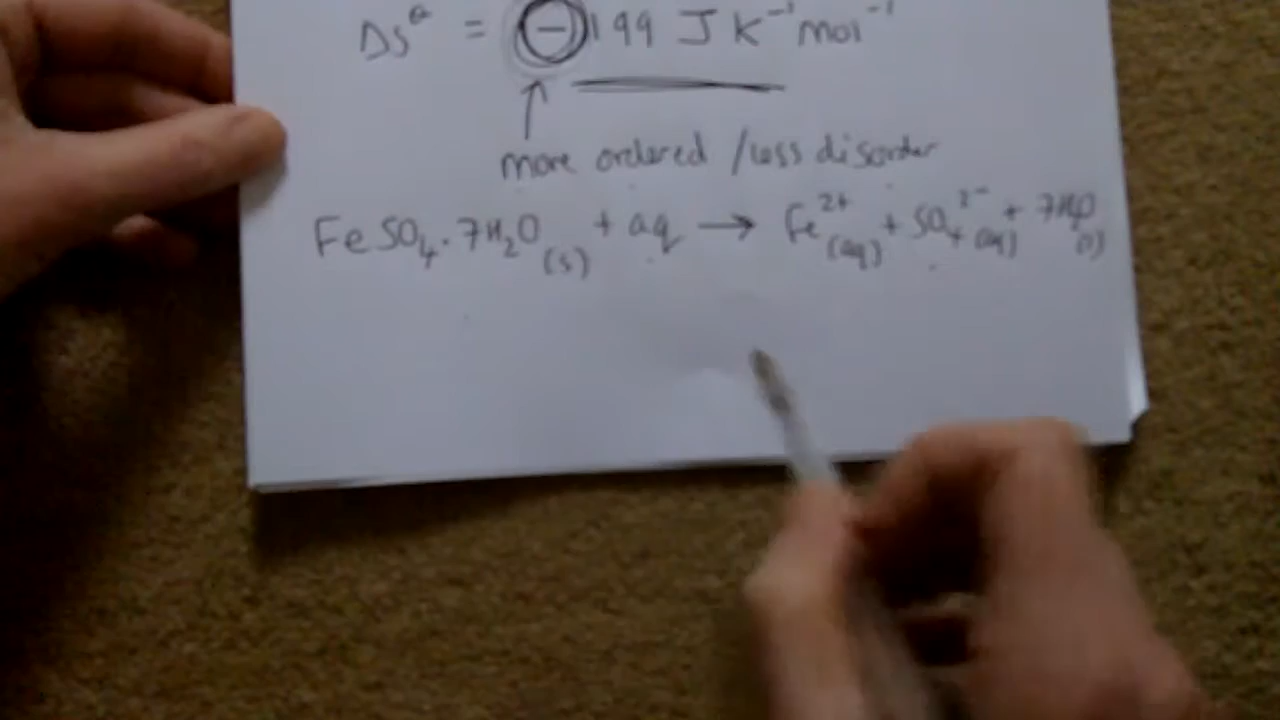 ΔS° = -199 J K⁻¹ mol⁻¹
more ordered / less disorder
FeSO₄·7H₂O(s) + aq → Fe²⁺(aq) + SO₄²⁻(aq) + 7H₂O(l)